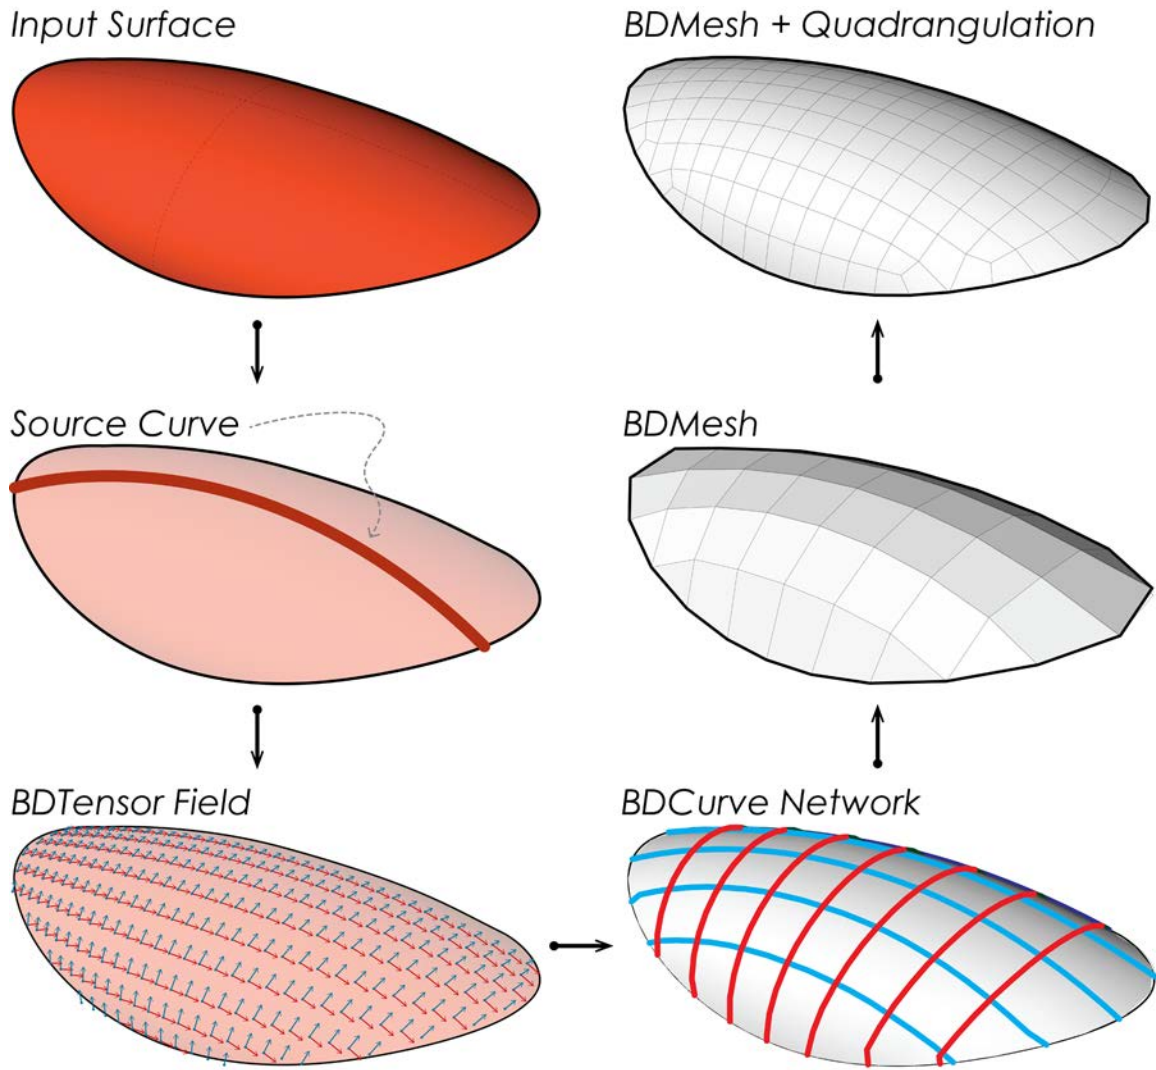 Input Surface
BDMesh + Quadrangulation
Source Curve
BDMesh
BDTensor Field
BDCurve Network